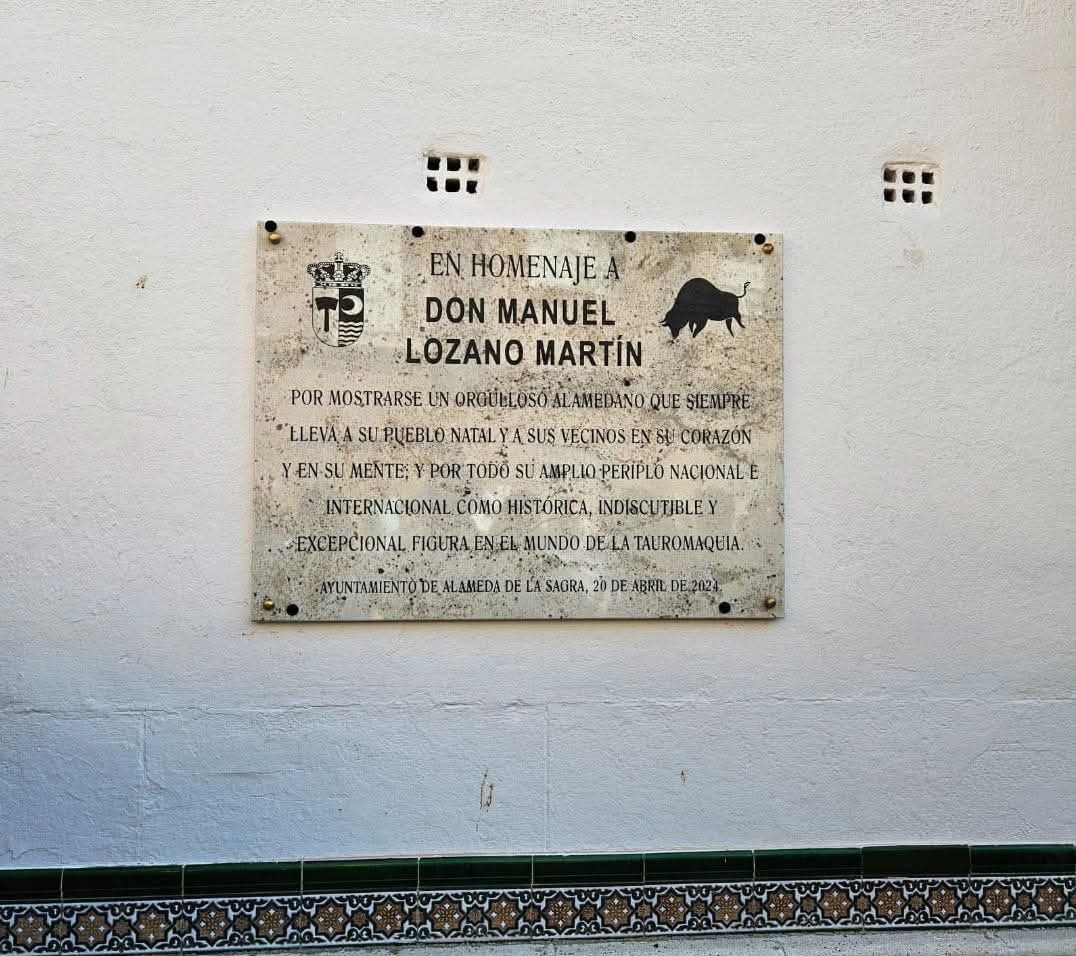 EN HOMENAJE A
DON MANUEL
LOZANO MARTÍN
POR MOSTRARSE UN ORGULLOSO ALAMEDANO QUE SIEMPRE
LLEVA A SU PUEBLO NATAL Y A SUS VECINOS EN SU CORAZÓN
Y EN SU MENTE; Y POR TODO SU AMPLIO PERIPLO NACIONAL E
INTERNACIONAL COMO HISTÓRICA, INDISCUTIBLE Y
EXCEPCIONAL FIGURA EN EL MUNDO DE LA TAUROMAQUIA.
AYUNTAMIENTO DE ALAMEDA DE LA SAGRA, 20 DE ABRIL DE 2024